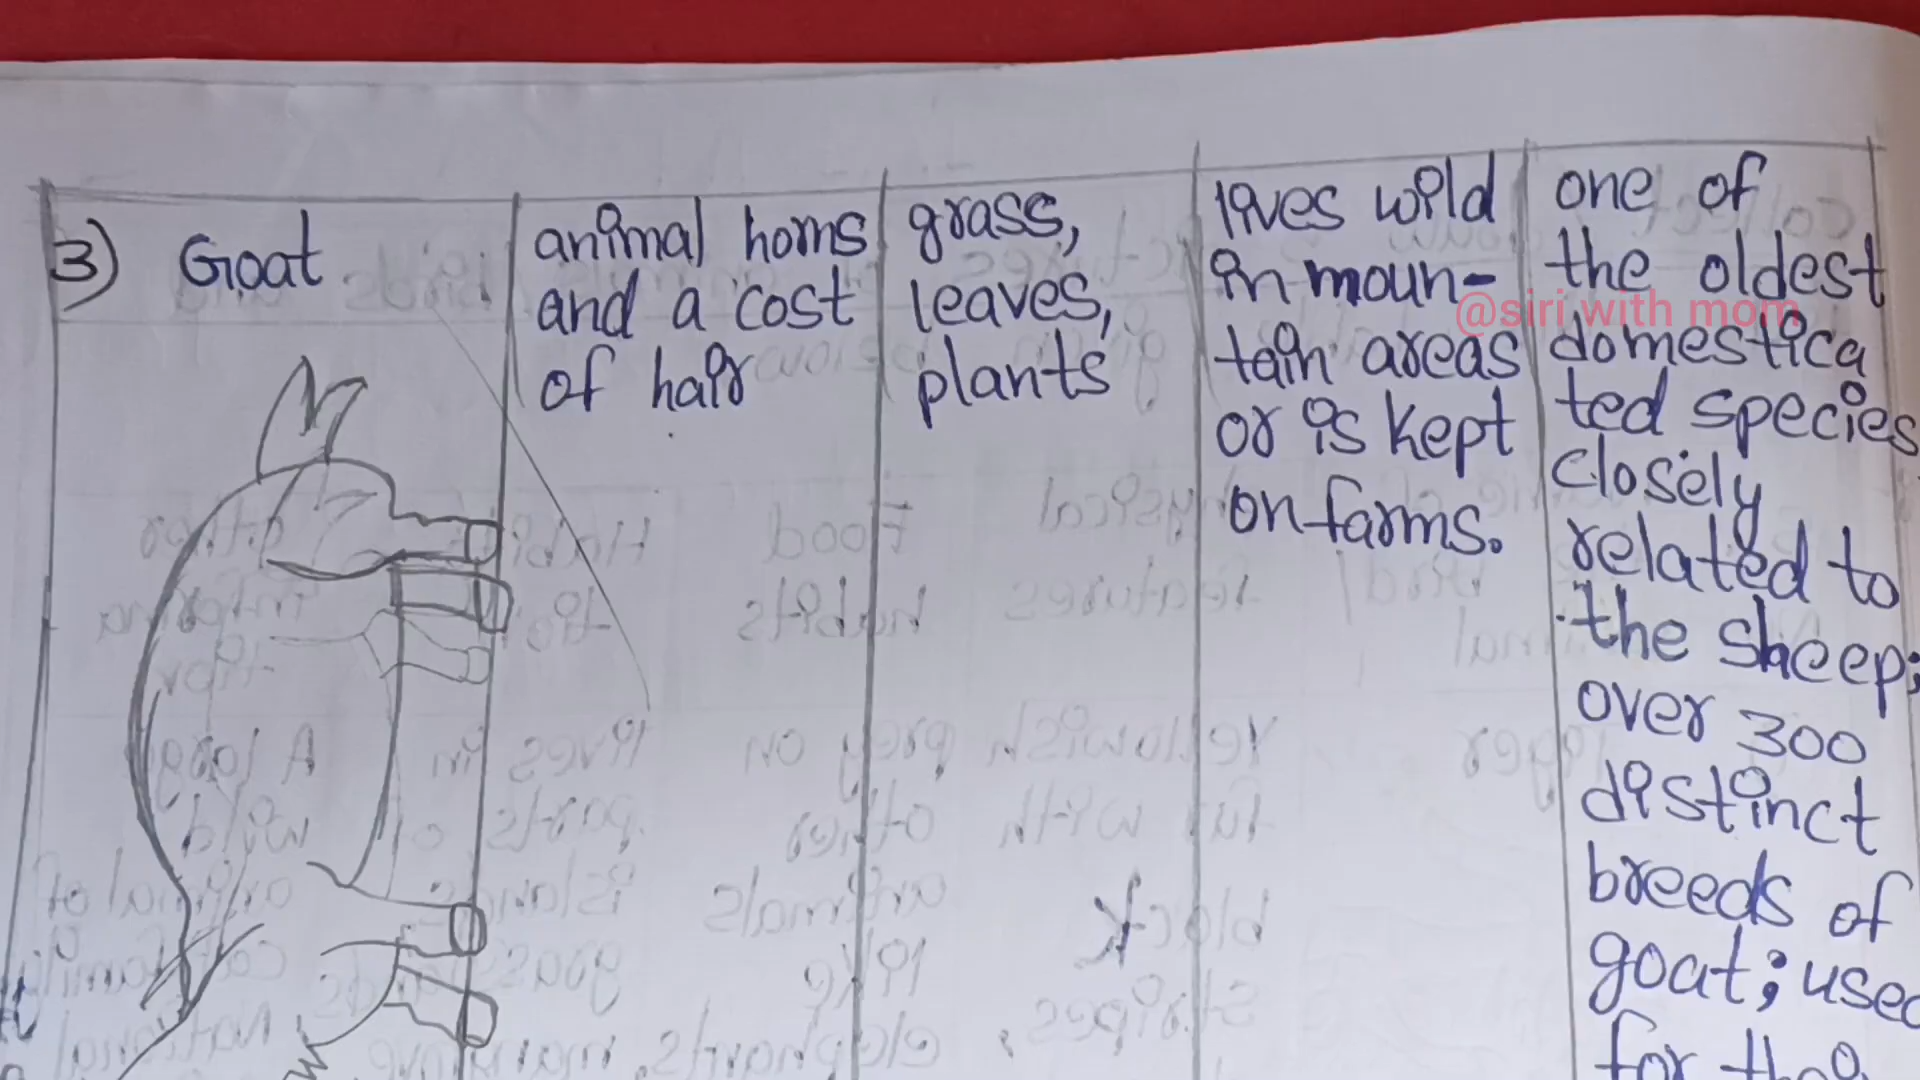 3) Goat
animal horns
and a cost
of hair
grass,
leaves,
plants
lives wild
in moun-
tain areas
or is kept
on farms.
one of
the oldest
domestica
ted species
closely
related to
the sheep;
over 300
distinct
breeds of
goat; used
for
@siri with mom